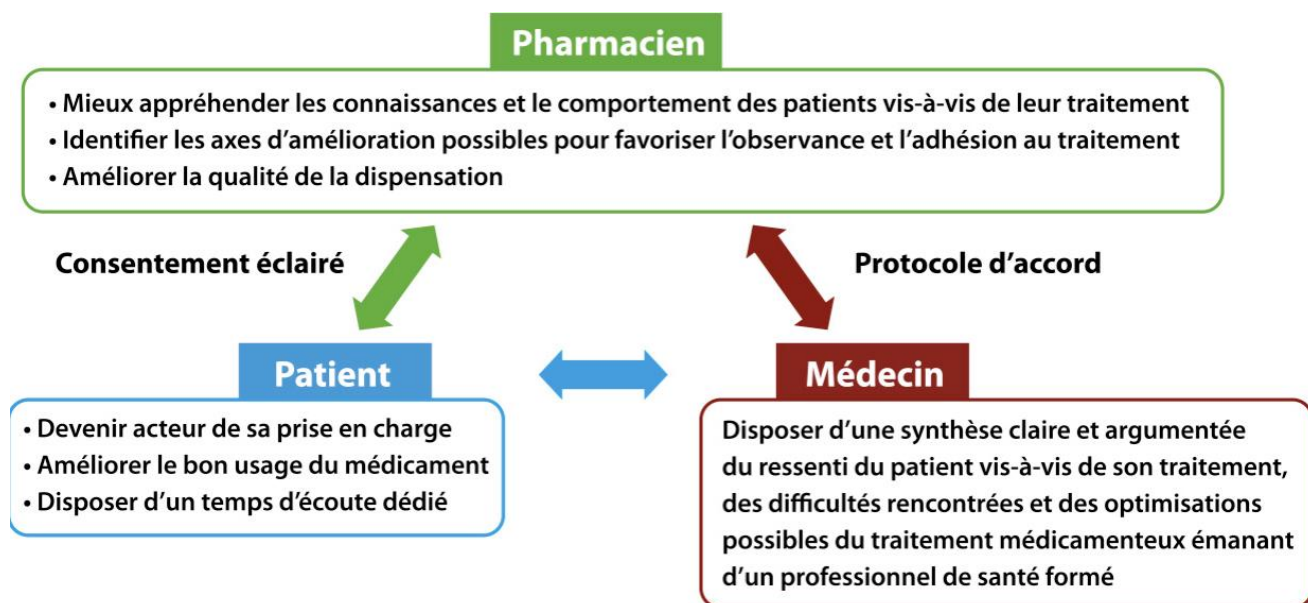 Pharmacien
• Mieux appréhender les connaissances et le comportement des patients vis-à-vis de leur traitement
• Identifier les axes d’amélioration possibles pour favoriser l’observance et l’adhésion au traitement
• Améliorer la qualité de la dispensation
Consentement éclairé
Protocole d’accord
Patient
• Devenir acteur de sa prise en charge
• Améliorer le bon usage du médicament
• Disposer d’un temps d’écoute dédié
Médecin
Disposer d’une synthèse claire et argumentée
du ressenti du patient vis-à-vis de son traitement,
des difficultés rencontrées et des optimisations
possibles du traitement médicamenteux émanant
d’un professionnel de santé formé